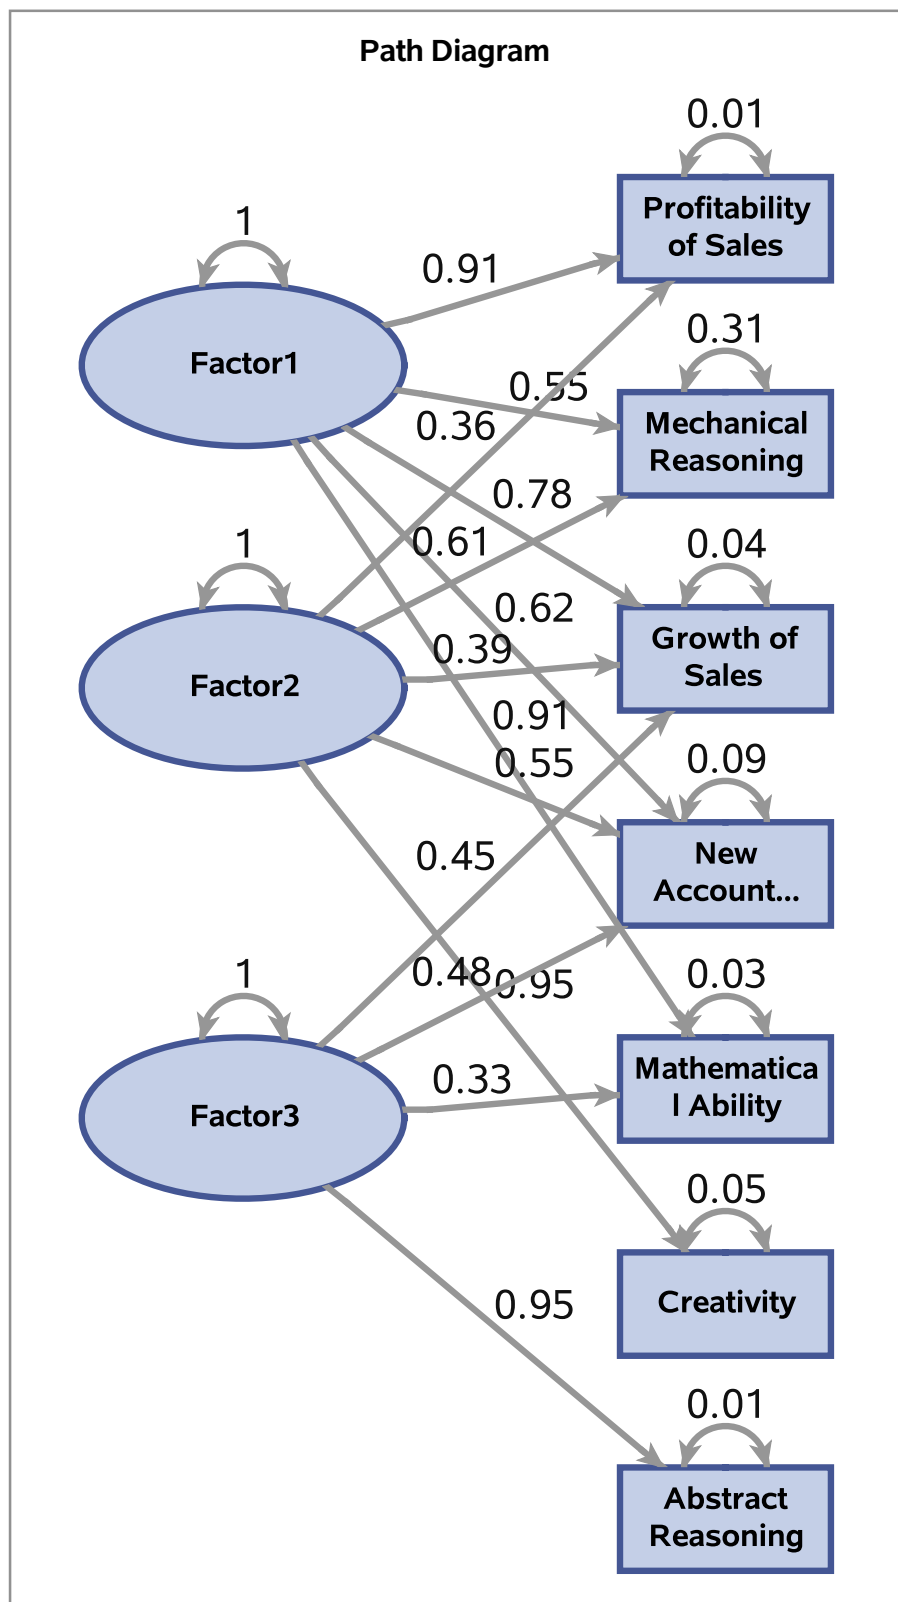 Path Diagram
0.01
Profitability
of Sales
1
0.91
0.31
Factor1
0.55
0.36
Mechanical
Reasoning
0.78
1
0.61
0.04
0.62
Growth of
Sales
0.39
Factor2
0.91
0.55
0.09
New
Account...
0.45
1
0.48
0.95
0.03
Mathematica
l Ability
0.33
Factor3
0.05
Creativity
0.95
0.01
Abstract
Reasoning